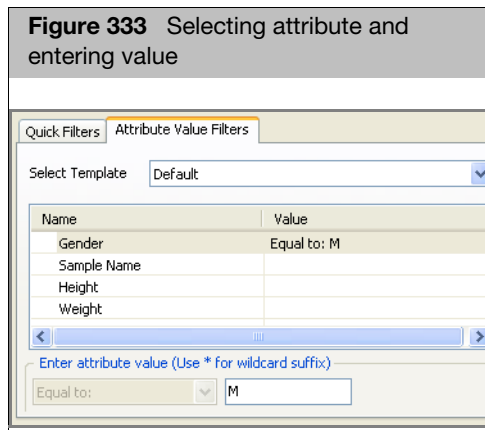 Figure 333 Selecting attribute and
entering value
Quick Filters Attribute Value Filters
Select Template Default
Name Value
Gender Equal to: M
Sample Name
Height
Weight
Enter attribute value (Use * for wildcard suffix)
Equal to: M